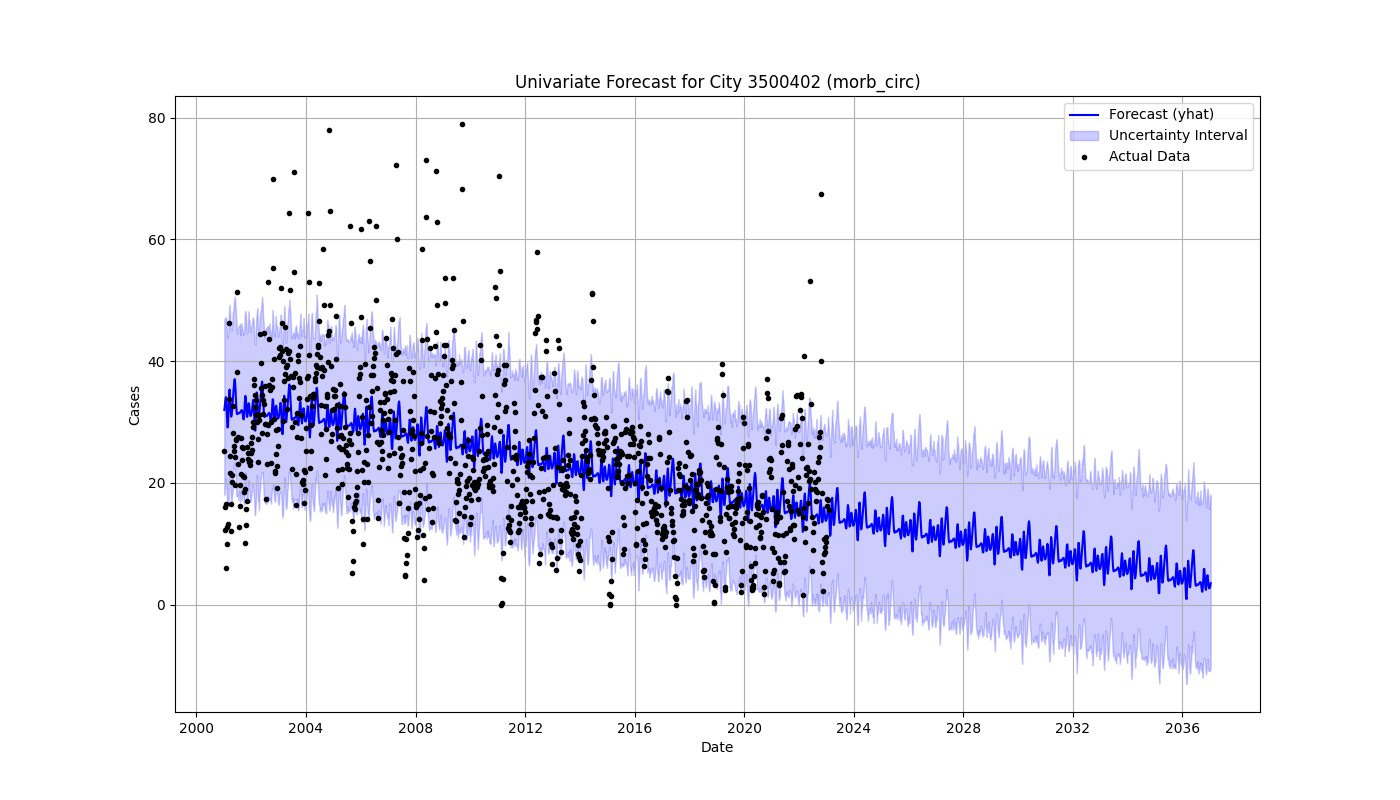 Univariate Forecast for City 3500402 (morb_circ)
Forecast (yhat)
Uncertainty Interval
Actual Data
80
60
40
20
0
Cases
2000 2004 2008 2012 2016 2020 2024 2028 2032 2036
Date